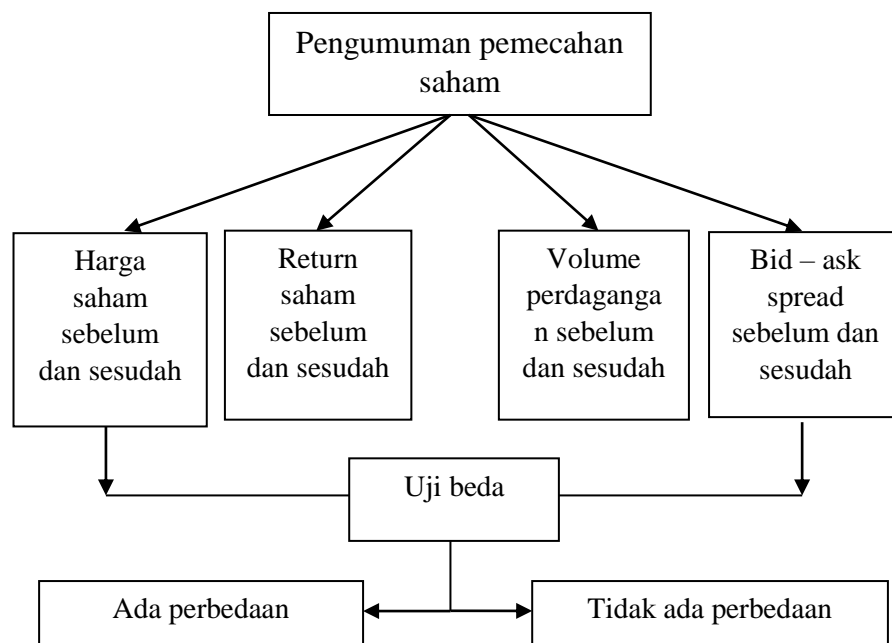 Pengumuman pemecahan
saham
Harga
saham
sebelum
dan sesudah
Return
saham
sebelum
dan sesudah
Volume
perdaganga
n sebelum
dan sesudah
Bid – ask
spread
sebelum dan
sesudah
Uji beda
Ada perbedaan
Tidak ada perbedaan